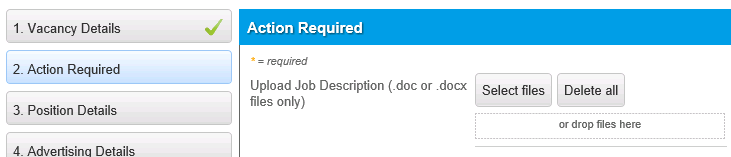 1. Vacancy Details
2. Action Required
3. Position Details
4. Advertising Details
Action Required
* = required
Upload Job Description (.doc or .docx
files only)
Select files
Delete all
or drop files here